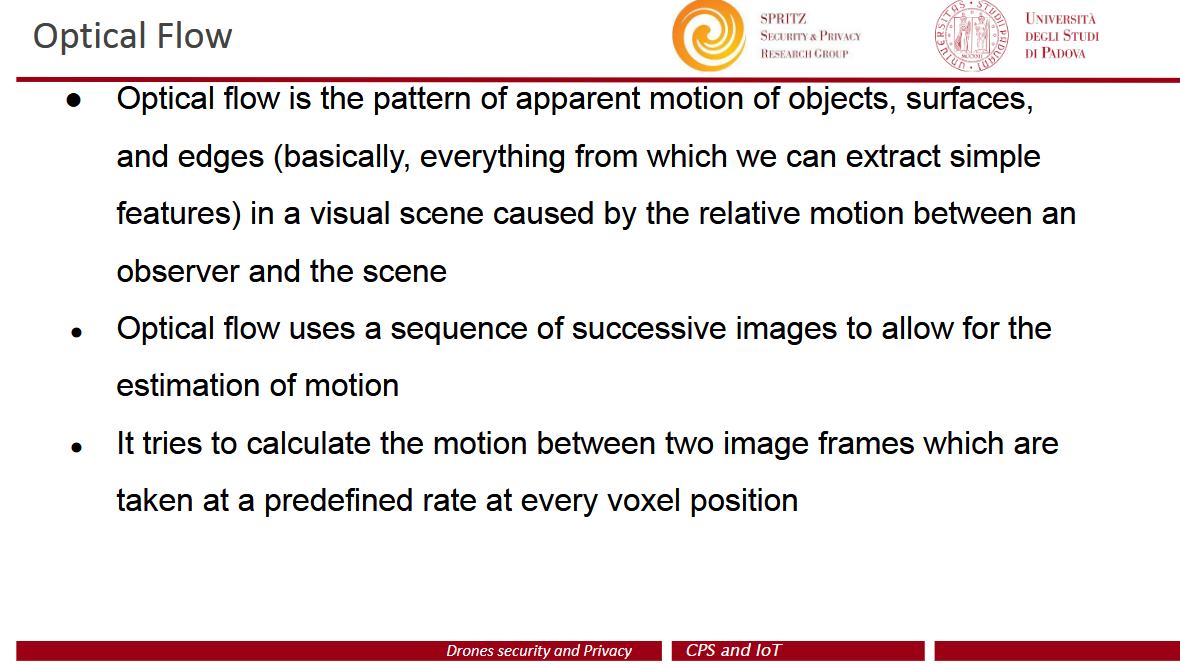 Optical Flow
SPRITZ
SECURITY & PRIVACY
RESEARCH GROUP
UNIVERSITÀ
DEGLI STUDI
DI PADOVA
● Optical flow is the pattern of apparent motion of objects, surfaces,
and edges (basically, everything from which we can extract simple
features) in a visual scene caused by the relative motion between an
observer and the scene
● Optical flow uses a sequence of successive images to allow for the
estimation of motion
● It tries to calculate the motion between two image frames which are
taken at a predefined rate at every voxel position
Drones security and Privacy
CPS and IoT